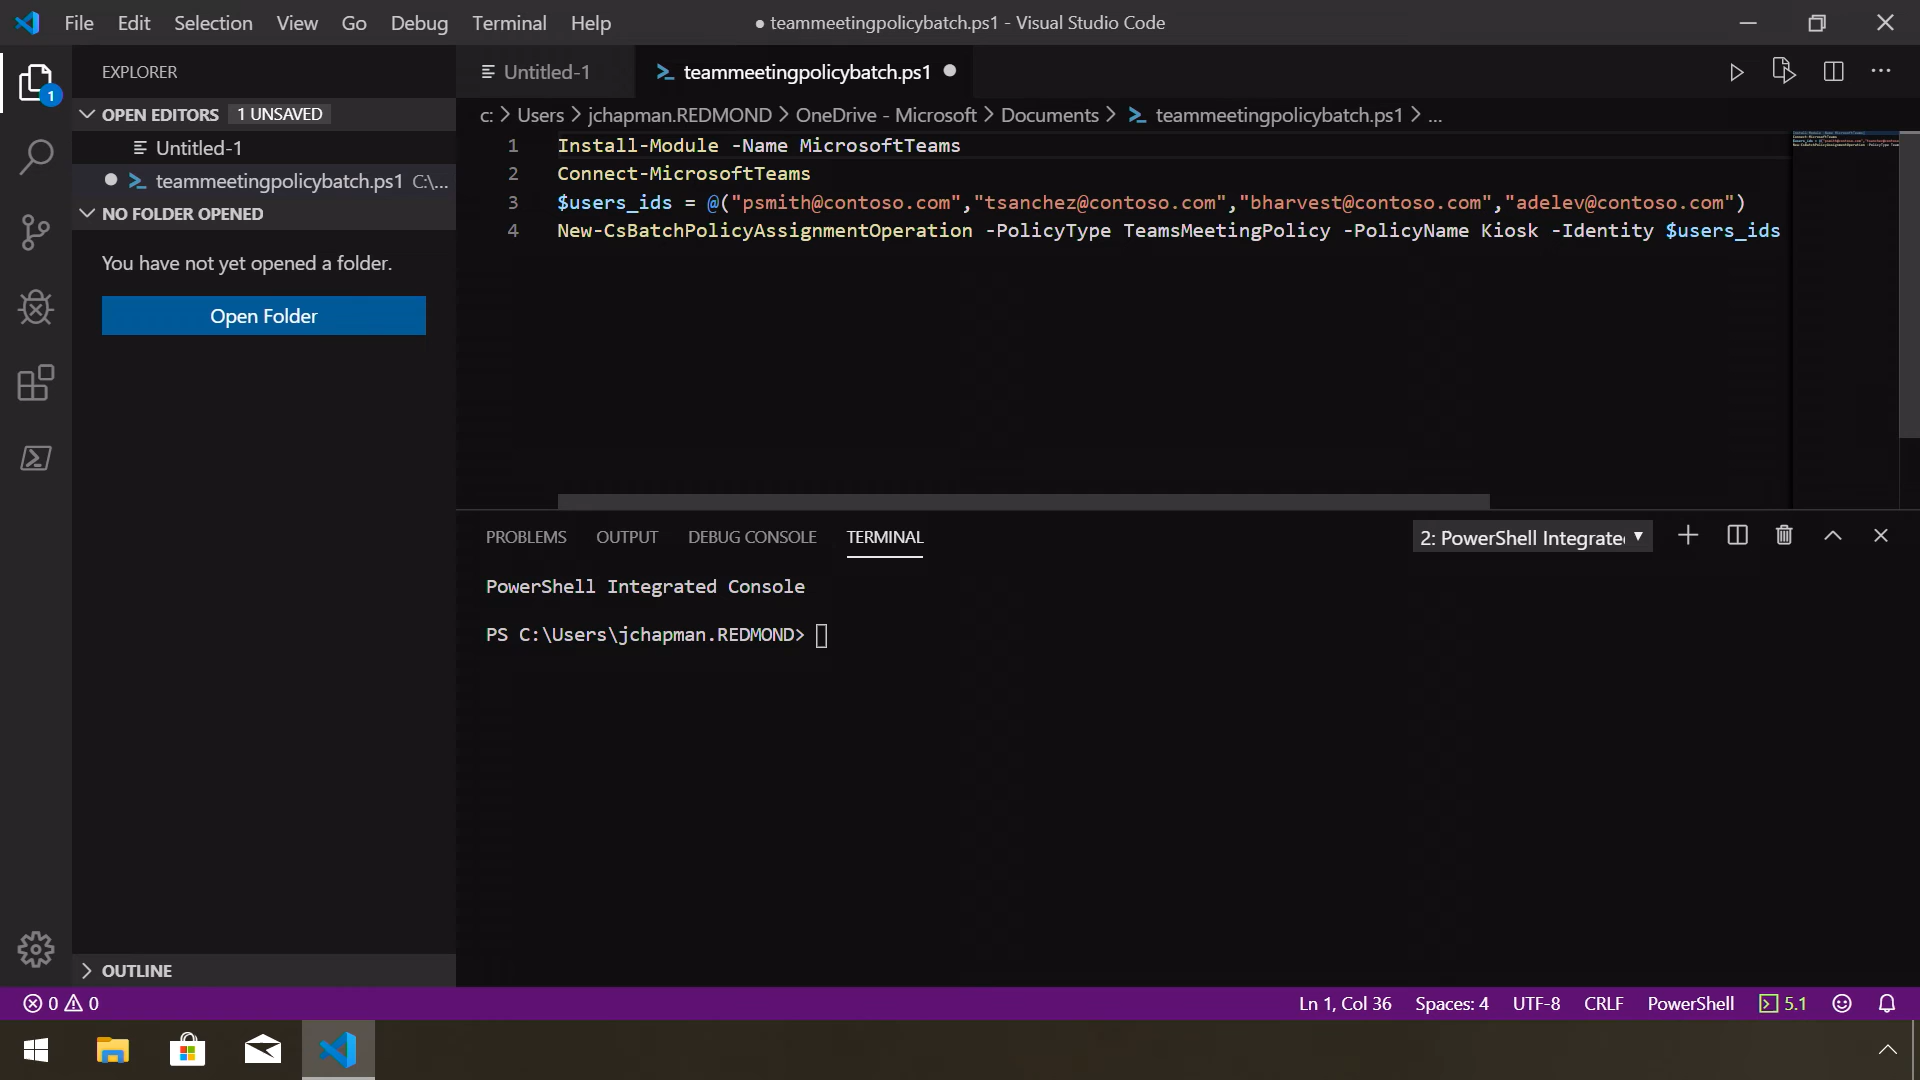 File Edit Selection View Go Debug Terminal Help
● teammeetingpolicybatch.ps1 - Visual Studio Code
EXPLORER
OPEN EDITORS 1 UNSAVED
Untitled-1
teammeetingpolicybatch.ps1 C:\...
NO FOLDER OPENED
You have not yet opened a folder.
Open Folder
OUTLINE
1
Untitled-1
teammeetingpolicybatch.ps1
c: > Users > jchapman.REDMOND > OneDrive - Microsoft > Documents > teammeetingpolicybatch.ps1 > ...
1 Install-Module -Name MicrosoftTeams
2 Connect-MicrosoftTeams
3 $users_ids = @("psmith@contoso.com","tsanchez@contoso.com","bharvest@contoso.com","adelev@contoso.com")
4 New-CsBatchPolicyAssignmentOperation -PolicyType TeamsMeetingPolicy -PolicyName Kiosk -Identity $users_ids
PROBLEMS OUTPUT DEBUG CONSOLE TERMINAL
2: PowerShell Integrate
PowerShell Integrated Console
PS C:\Users\jchapman.REDMOND>
0 0
Ln 1, Col 36 Spaces: 4 UTF-8 CRLF PowerShell 5.1